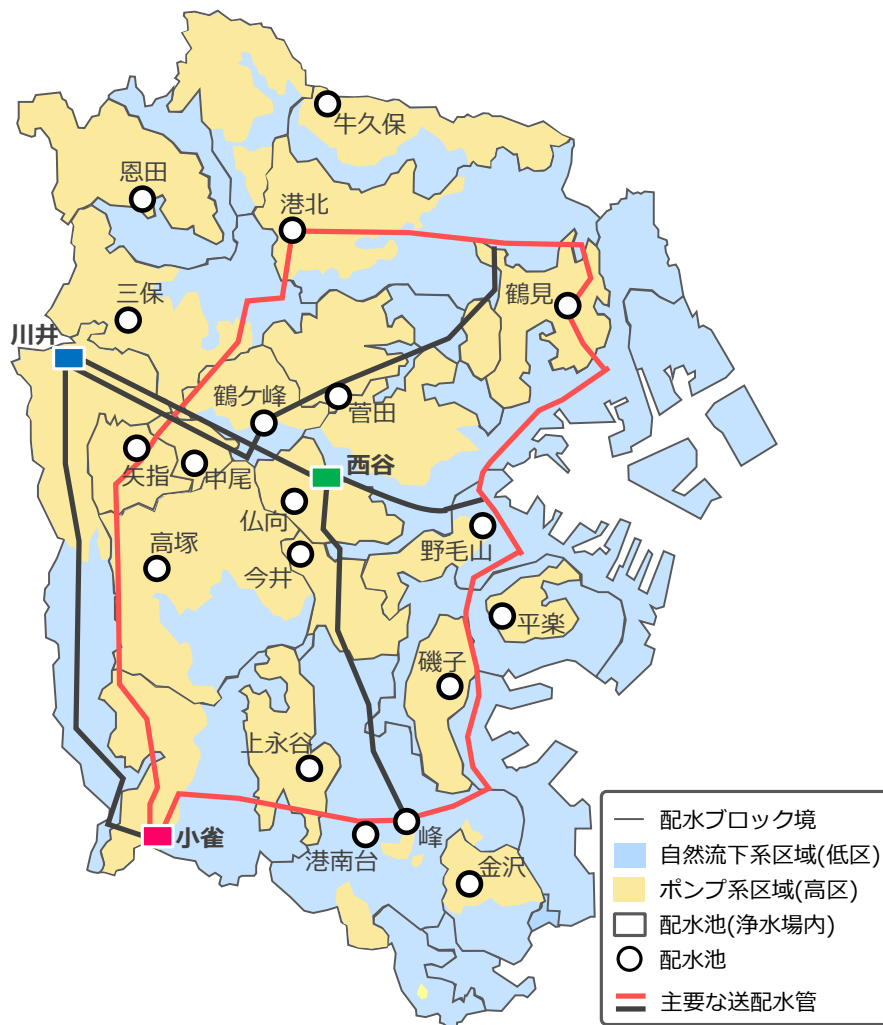 牛久保
恩田
港北
三保
鶴見
川井
鶴ケ峰
菅田
矢指
中尾
西谷
仏向
高塚
今井
野毛山
平楽
磯子
上永谷
小雀
港南台
峰
金沢
配水ブロック境
自然流下系区域(低区)
ポンプ系区域(高区)
配水池(浄水場内)
配水池
主要な送配水管